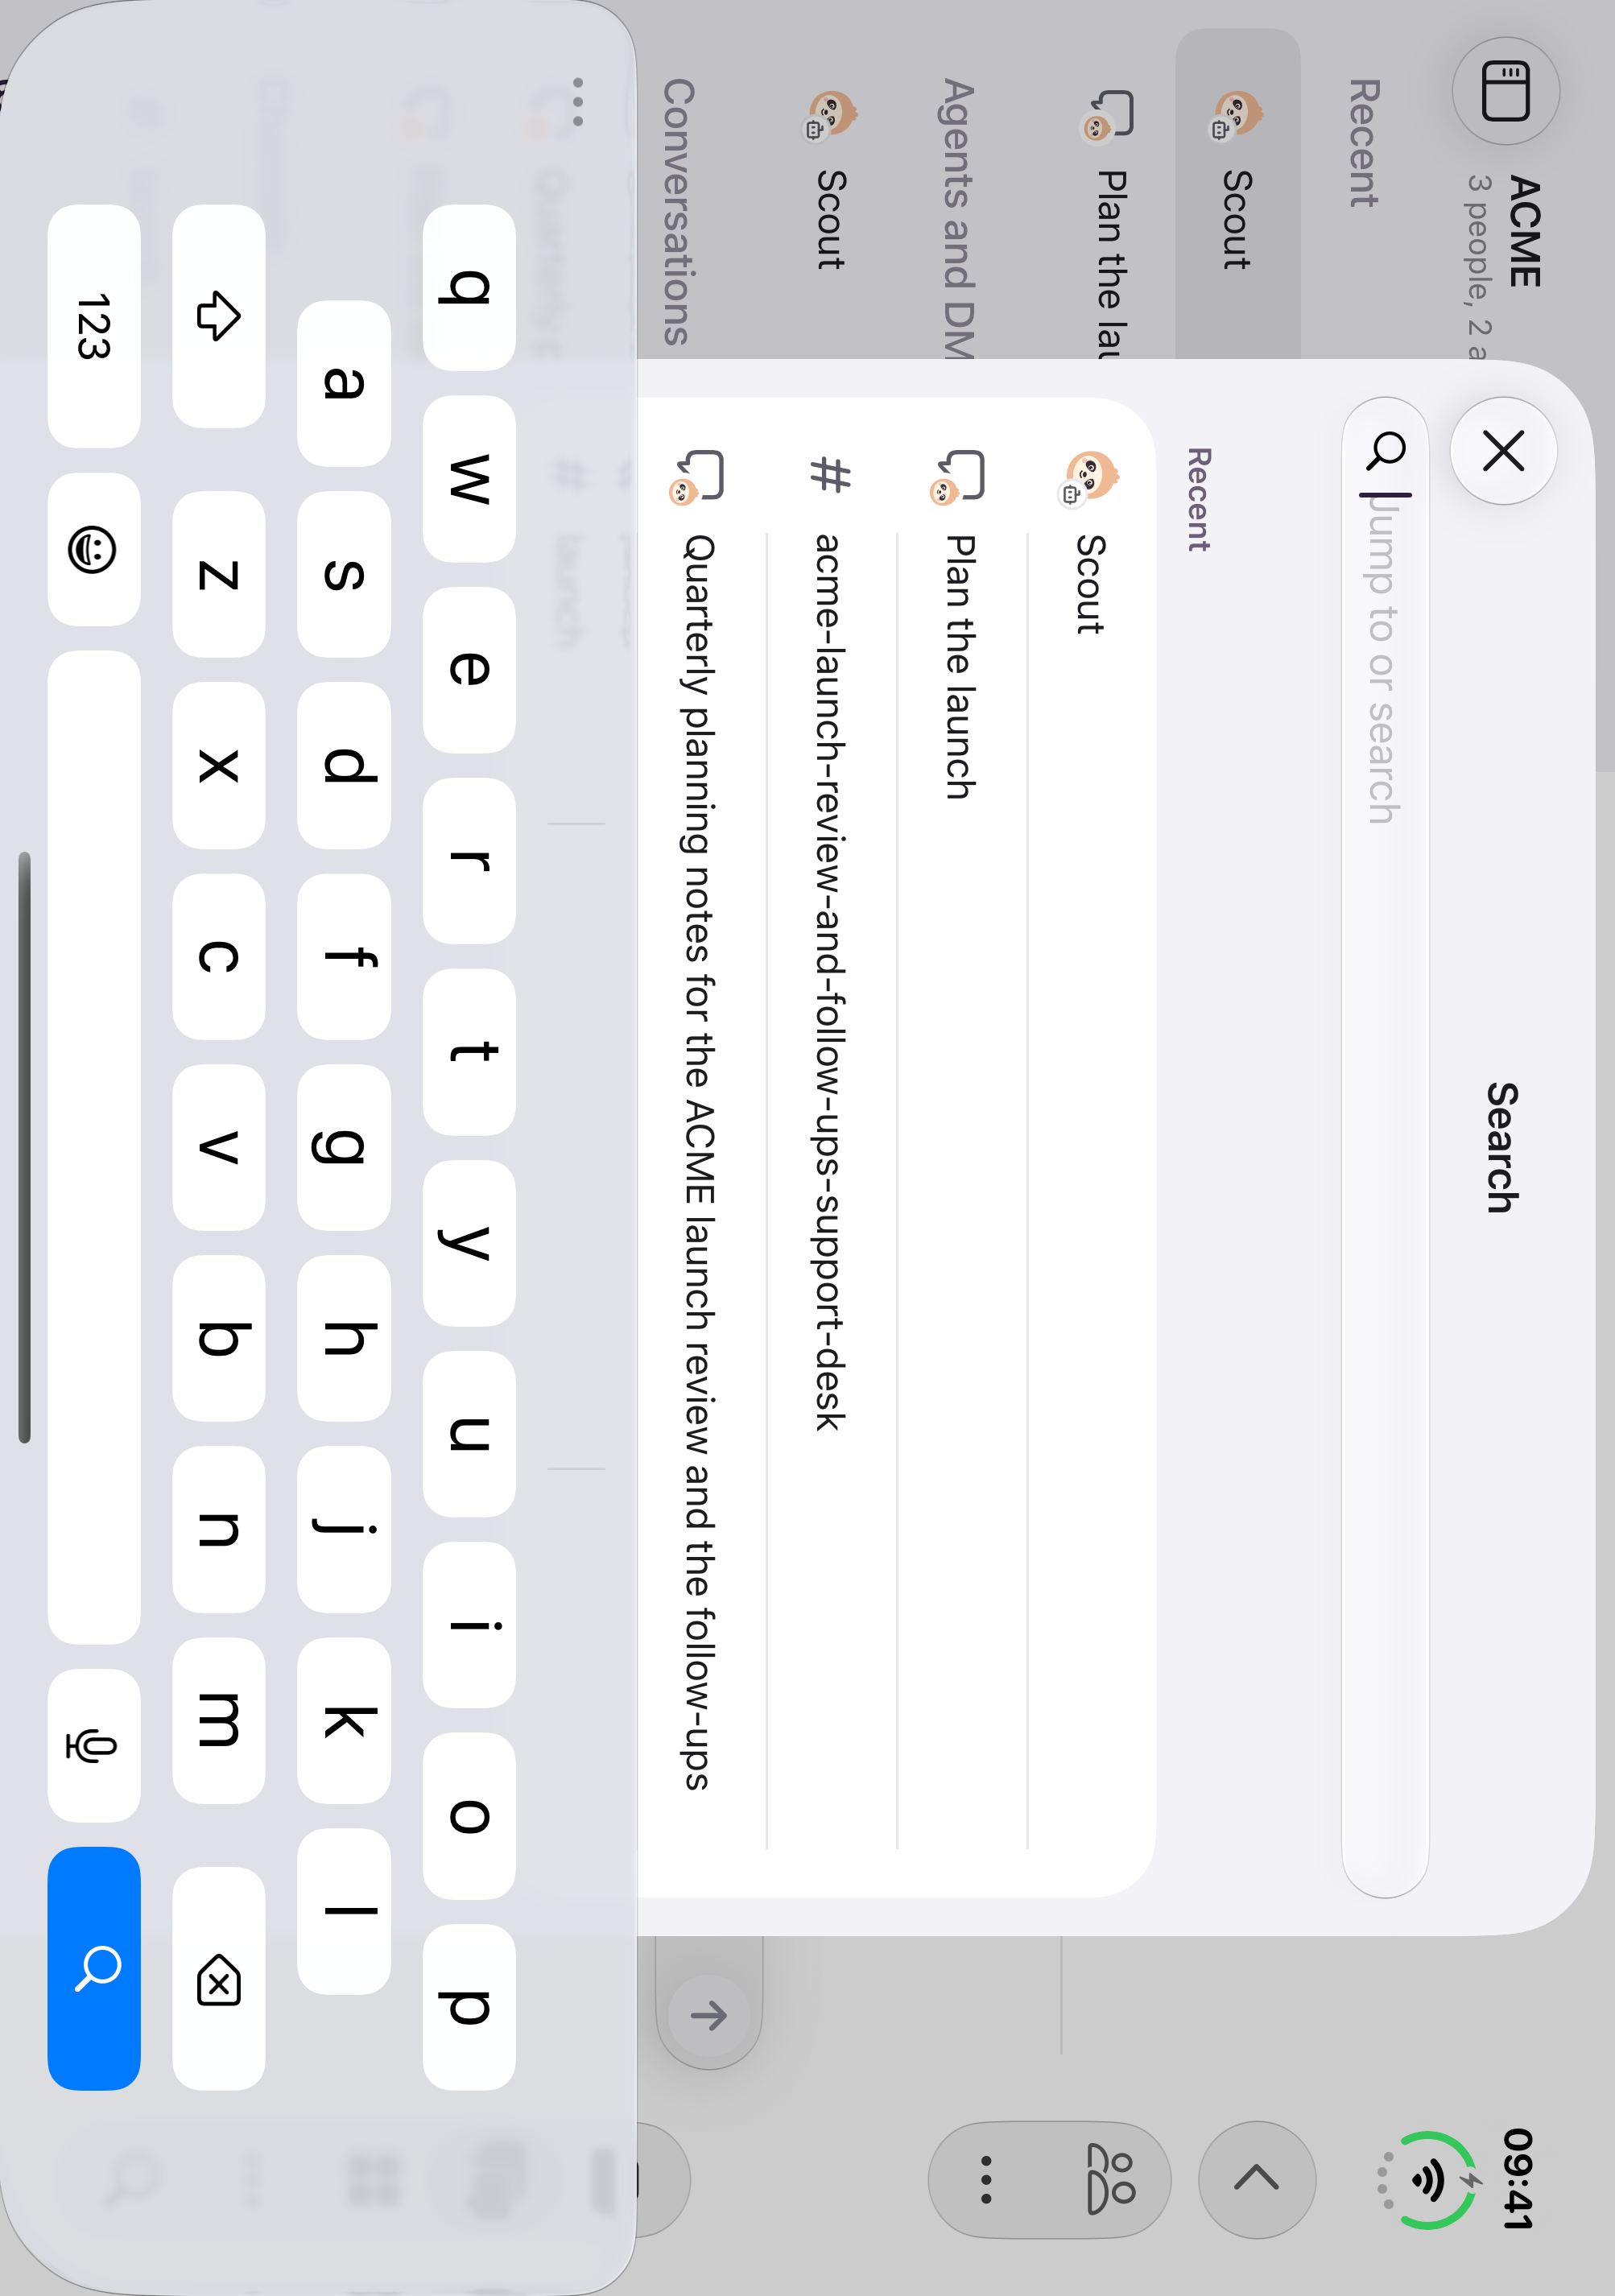 ACME
3 people, 2 a
Recent
Scout
Plan the lau
Agents and DM
Scout
Conversations
09:41
Search
Jump to or search
Recent
Scout
Plan the launch
acme-launch-review-and-follow-ups-support-desk
Quarterly planning notes for the ACME launch review and the follow-ups
launch
q w e r t y u i o p
a s d f g h j k l
z x c v b n m
123